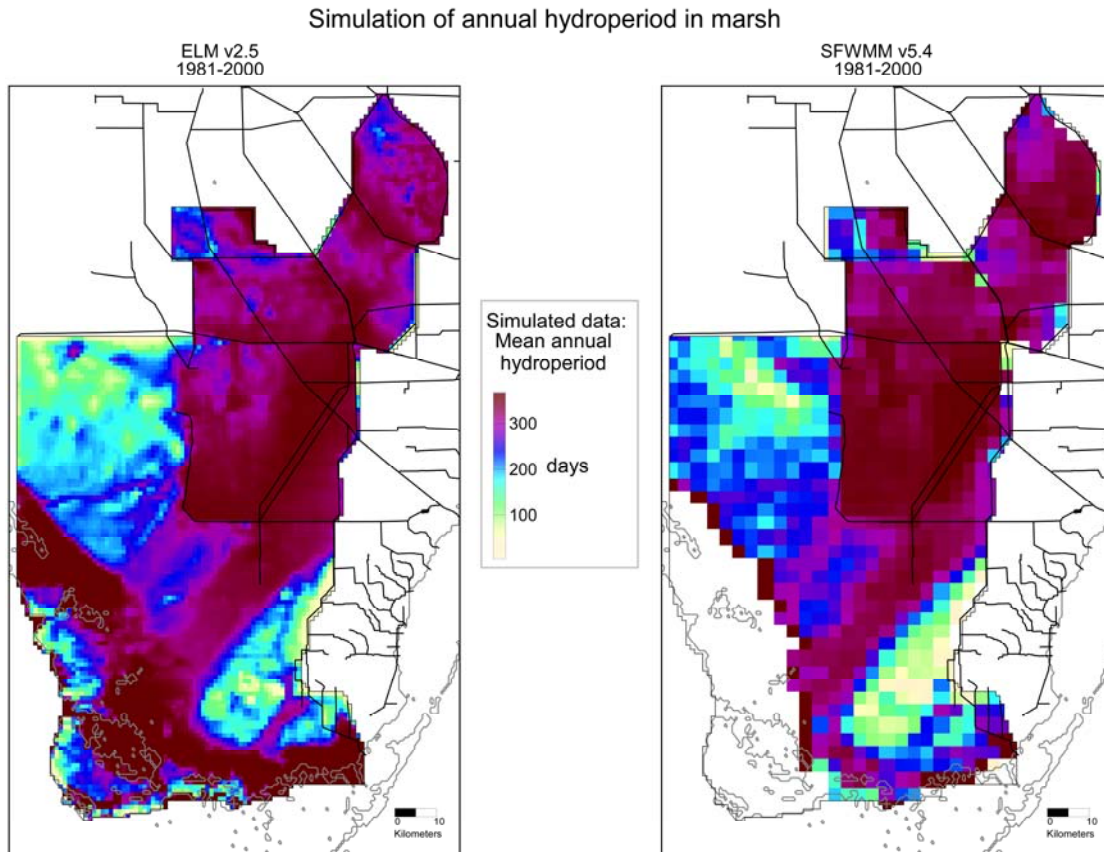 Simulation of annual hydroperiod in marsh
ELM v2.5
1981-2000
SFWMM v5.4
1981-2000
Simulated data:
Mean annual
hydroperiod
300
200
days
100
0
10
Kilometers
0
10
Kilometers